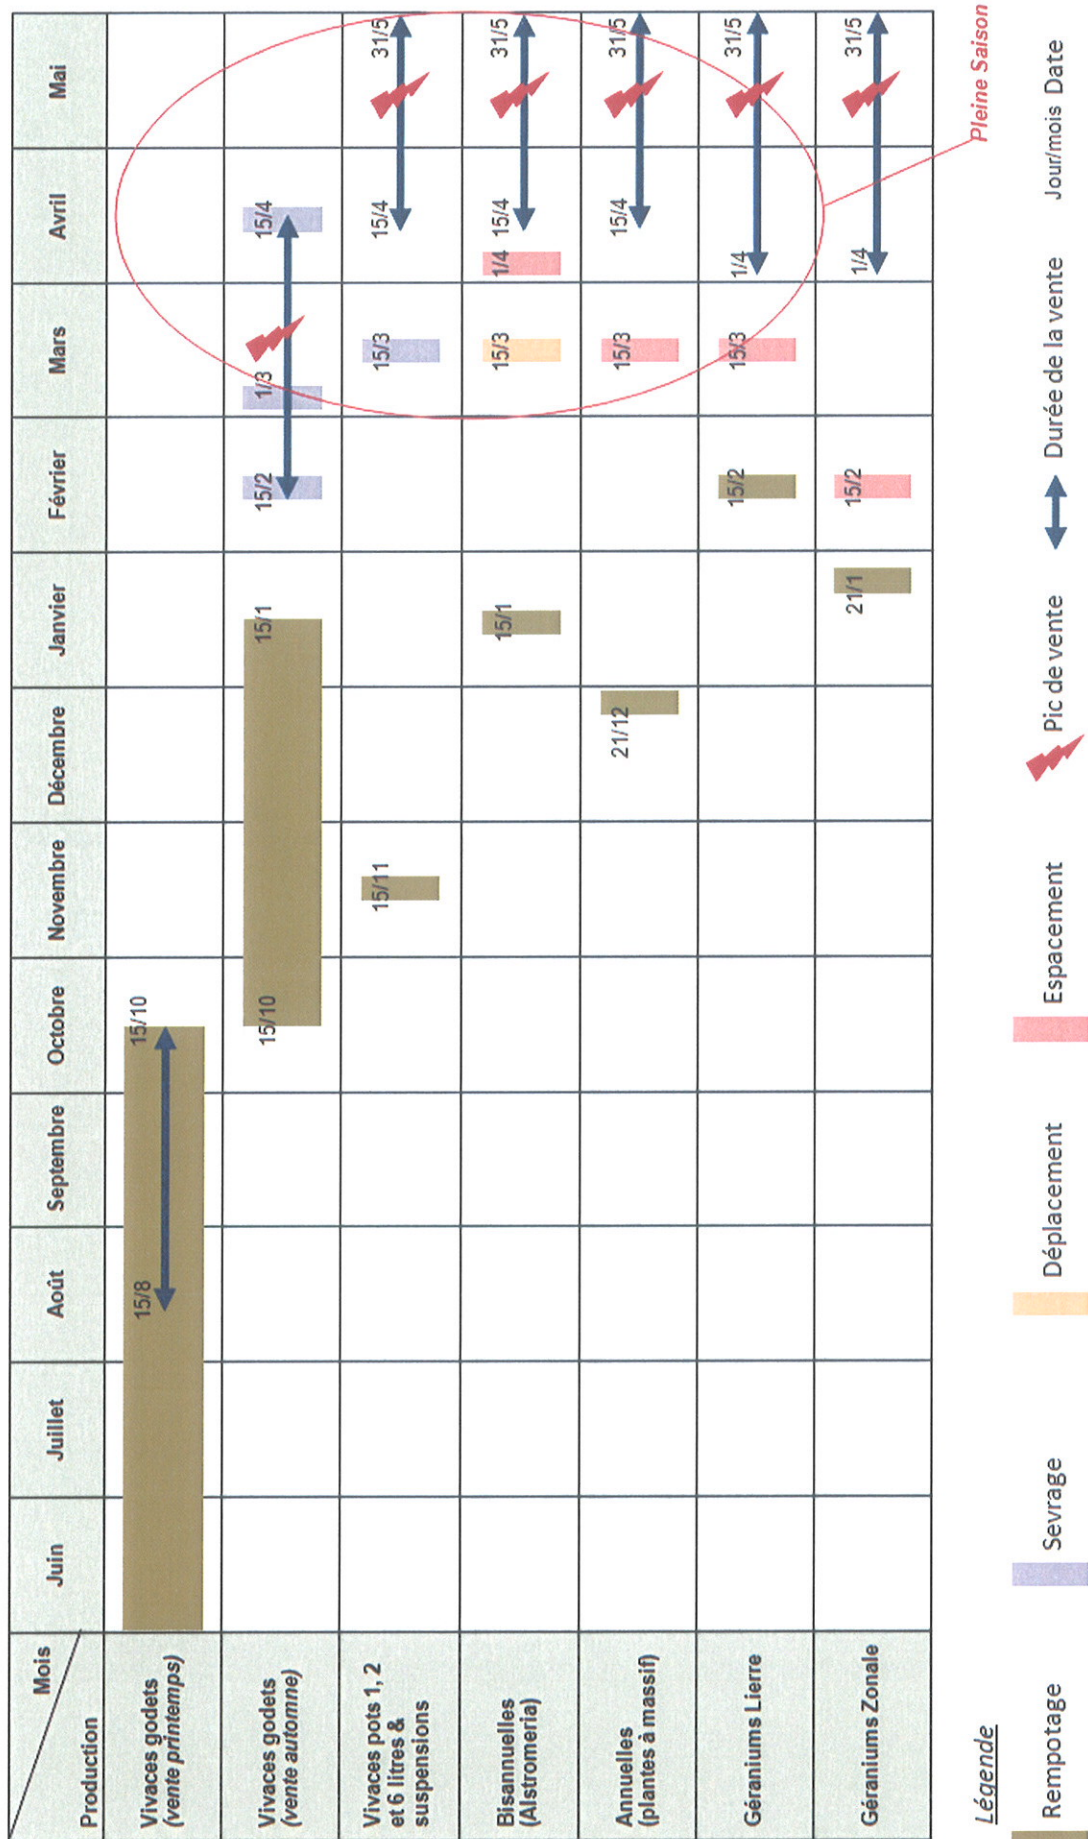 Mois
Production
Juin
Juillet
Août
Septembre
Octobre
Novembre
Décembre
Janvier
Février
Mars
Avril
Mai
Vivaces godets
(vente printemps)
15/8
15/10
Vivaces godets
(vente automne)
15/10
15/1
15/2
1/3
15/4
Vivaces pots 1, 2
et 6 litres &
suspensions
15/11
15/3
15/4
31/5
Bisannuelles
(Alstromeria)
15/1
15/3
1/4
15/4
31/5
Annuelles
(plantes à massif)
21/12
15/3
15/4
31/5
Géraniums Lierre
15/2
15/3
1/4
31/5
Géraniums Zonale
21/1
15/2
1/4
31/5
Pleine Saison
Légende
Rempotage
Sevrage
Déplacement
Espacement
Pic de vente
Durée de la vente
Jour/mois Date